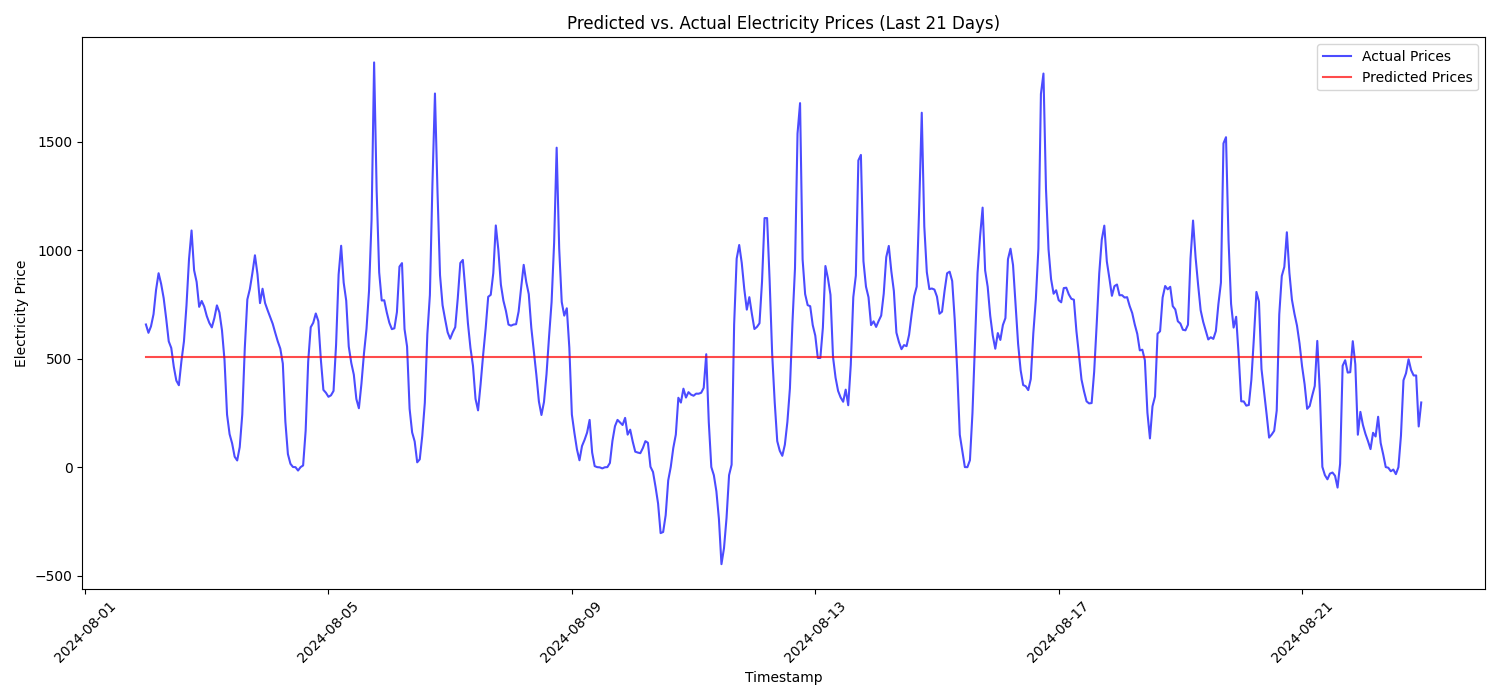 Predicted vs. Actual Electricity Prices (Last 21 Days)
Actual Prices
Predicted Prices
Electricity Price
1500
1000
500
0
−500
2024-08-01
2024-08-05
2024-08-09
2024-08-13
2024-08-17
2024-08-21
Timestamp